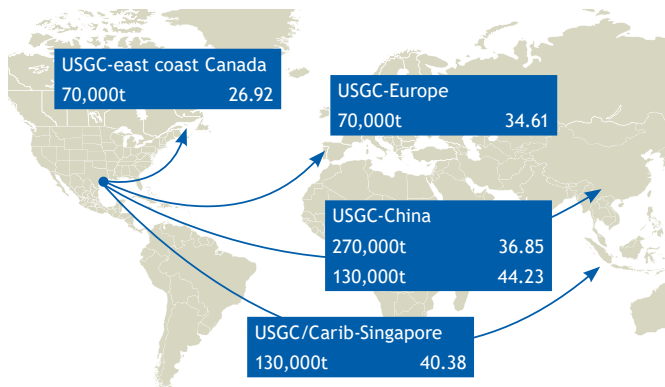 USGC-east coast Canada
70,000t 26.92
USGC-Europe
70,000t 34.61
USGC-China
270,000t 36.85
130,000t 44.23
USGC/Carib-Singapore
130,000t 40.38